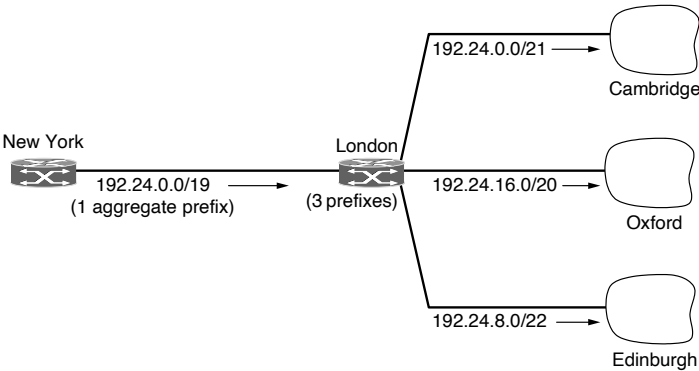 192.24.0.0/21
Cambridge
New York
London
192.24.0.0/19
(1 aggregate prefix)
(3 prefixes)
192.24.16.0/20
Oxford
192.24.8.0/22
Edinburgh